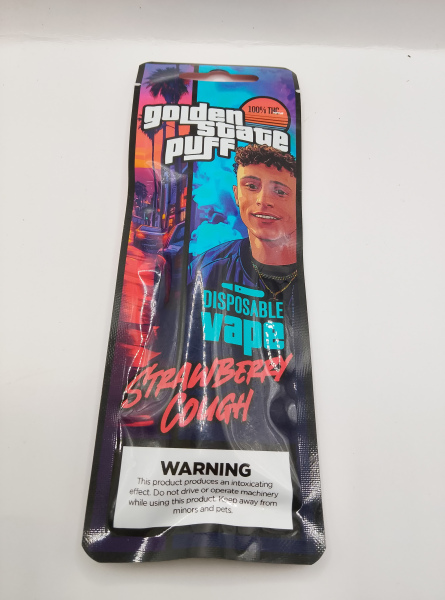 100% THC
golden
state
puff
DISPOSABLE
vape
STRAWBERRY
COUGH
WARNING
This product produces an intoxicating
effect. Do not drive or operate machinery
while using this product. Keep away from
minors and pets.